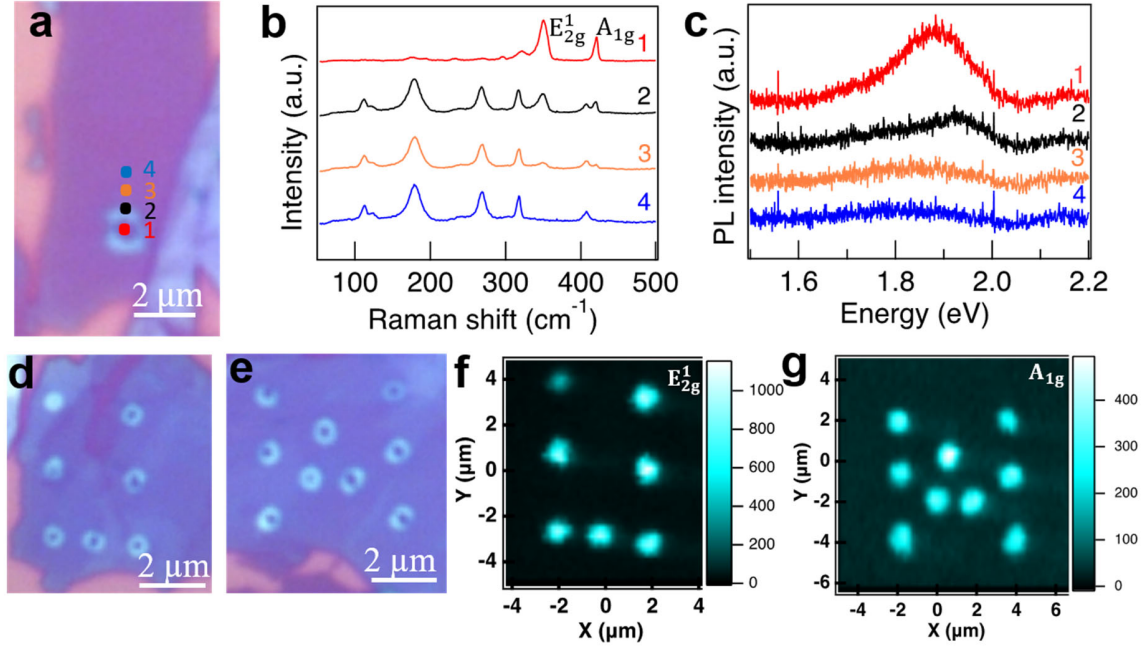 a
4
3
2
1
2 μm
b
Intensity (a.u.)
E¹₂g A₁g
1
2
3
4
100 200 300 400 500
Raman shift (cm⁻¹)
c
PL intensity (a.u.)
1
2
3
4
1.6 1.8 2.0 2.2
Energy (eV)
d
2 μm
e
2 μm
f
E¹₂g
Y (μm)
4
2
0
-2
-4
-4 -2 0 2 4
X (μm)
1000
800
600
400
200
0
g
A₁g
Y (μm)
4
2
0
-2
-4
-6
-4 -2 0 2 4 6
X (μm)
400
300
200
100
0